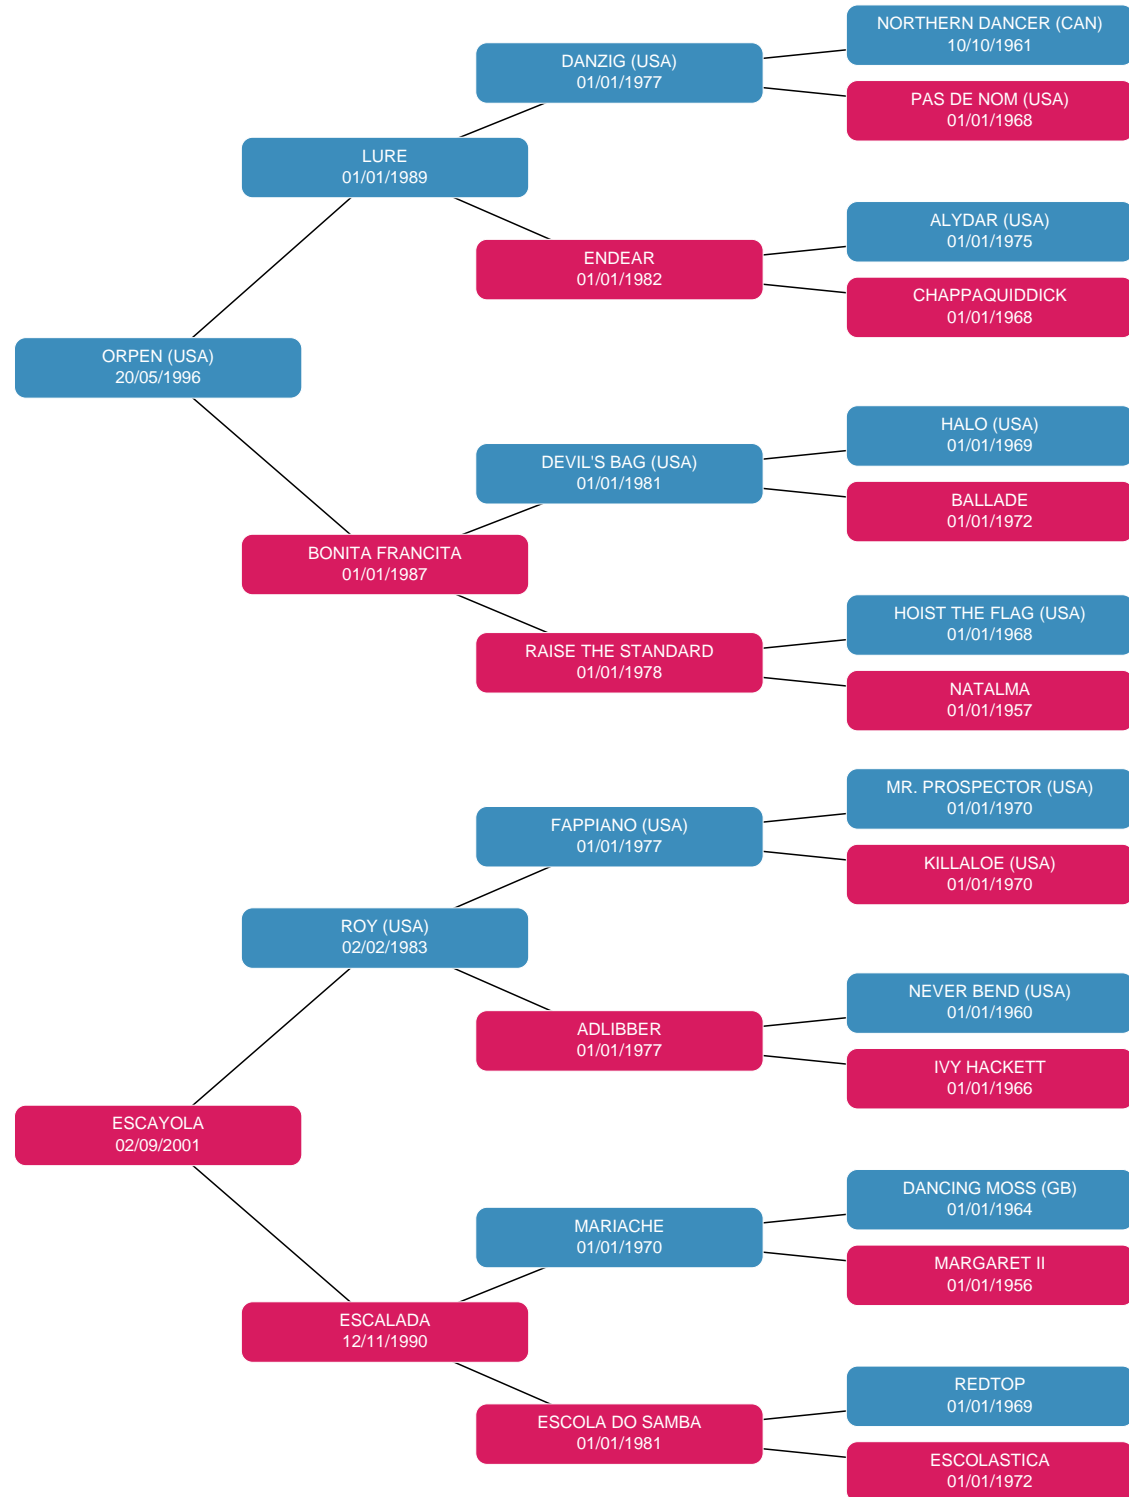 NORTHERN DANCER (CAN)
10/10/1961
DANZIG (USA)
01/01/1977
PAS DE NOM (USA)
01/01/1968
LURE
01/01/1989
ALYDAR (USA)
01/01/1975
ENDEAR
01/01/1982
CHAPPAQUIDDICK
01/01/1968
ORPEN (USA)
20/05/1996
HALO (USA)
01/01/1969
DEVIL'S BAG (USA)
01/01/1981
BALLADE
01/01/1972
BONITA FRANCITA
01/01/1987
HOIST THE FLAG (USA)
01/01/1968
RAISE THE STANDARD
01/01/1978
NATALMA
01/01/1957
MR. PROSPECTOR (USA)
01/01/1970
FAPPIANO (USA)
01/01/1977
KILLALOE (USA)
01/01/1970
ROY (USA)
02/02/1983
NEVER BEND (USA)
01/01/1960
ADLIBBER
01/01/1977
IVY HACKETT
01/01/1966
ESCAYOLA
02/09/2001
DANCING MOSS (GB)
01/01/1964
MARIACHE
01/01/1970
MARGARET II
01/01/1956
ESCALADA
12/11/1990
REDTOP
01/01/1969
ESCOLA DO SAMBA
01/01/1981
ESCOLASTICA
01/01/1972